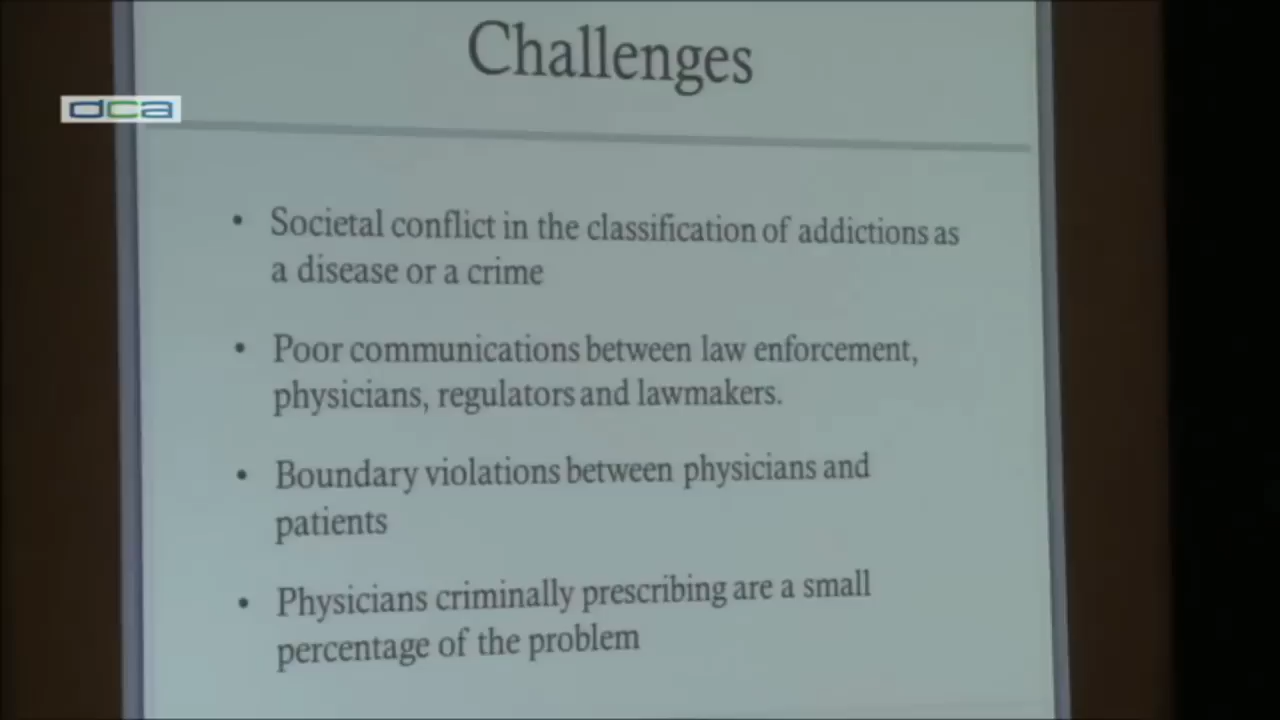 Challenges
dca
• Societal conflict in the classification of addictions as
a disease or a crime
• Poor communications between law enforcement,
physicians, regulators and lawmakers.
• Boundary violations between physicians and
patients
• Physicians criminally prescribing are a small
percentage of the problem